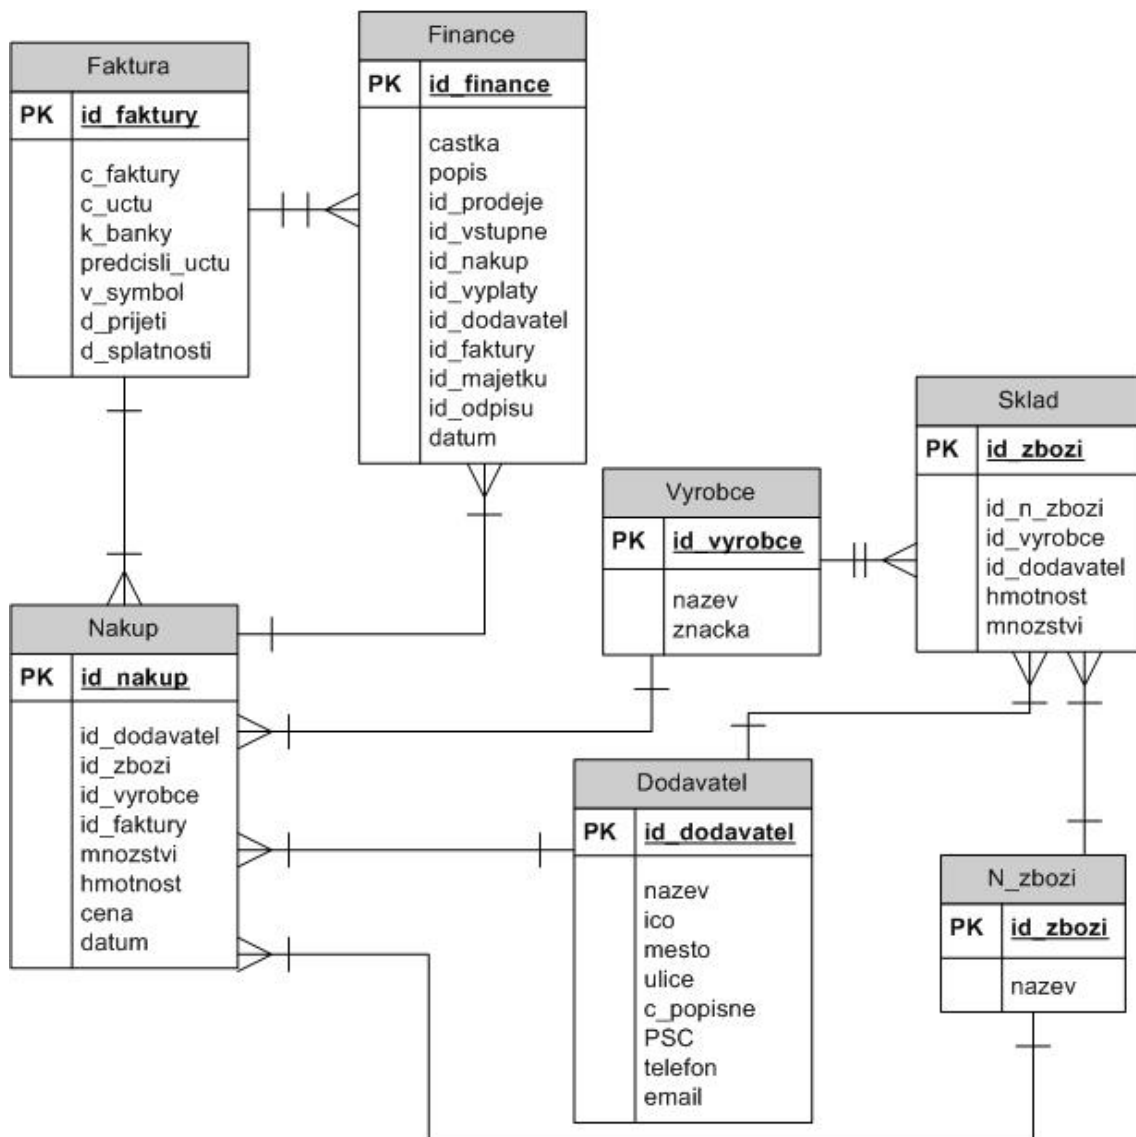 Faktura
PK id_faktury
c_faktury
c_uctu
k_banky
predcisli_uctu
v_symbol
d_prijeti
d_splatnosti
Finance
PK id_finance
castka
popis
id_prodeje
id_vstupne
id_nakup
id_vyplaty
id_dodavatel
id_faktury
id_majetku
id_odpisu
datum
Vyrobce
PK id_vyrobce
nazev
znacka
Sklad
PK id_zbozi
id_n_zbozi
id_vyrobce
id_dodavatel
hmotnost
mnozstvi
Nakup
PK id_nakup
id_dodavatel
id_zbozi
id_vyrobce
id_faktury
mnozstvi
hmotnost
cena
datum
Dodavatel
PK id_dodavatel
nazev
ico
mesto
ulice
c_popisne
PSC
telefon
email
N_zbozi
PK id_zbozi
nazev